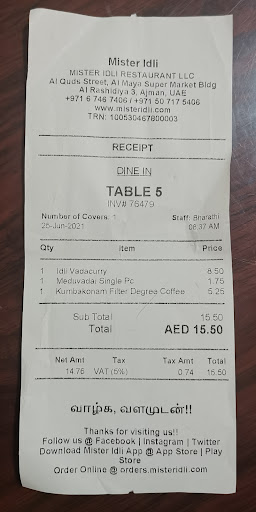 Mister Idli
MISTER IDLI RESTAURANT LLC
Al Quds Street, Al Maya Super Market Bldg
Al Rashidiya 3, Ajman, UAE
+971 6 746 7406 / +971 50 717 5406
www.misteridli.com
TRN: 100530467800003
RECEIPT
DINE IN
TABLE 5
INV# 76479
Number of Covers: 1 Staff: Bharathi
25-Jun-2021 08:37 AM
Qty Item Price
1 Idli Vadacurry 8.50
1 Meduvadai Single Pc 1.75
1 Kumbakonam Filter Degree Coffee 5.25
Sub Total 15.50
Total AED 15.50
Net Amt Tax Tax Amt Total
14.76 VAT (5%) 0.74 15.50
வாழ்க, வளமுடன்!!
Thanks for visiting us!!
Follow us @ Facebook | Instagram | Twitter
Download Mister Idli App @ App Store | Play
Store
Order Online @ orders.misteridli.com